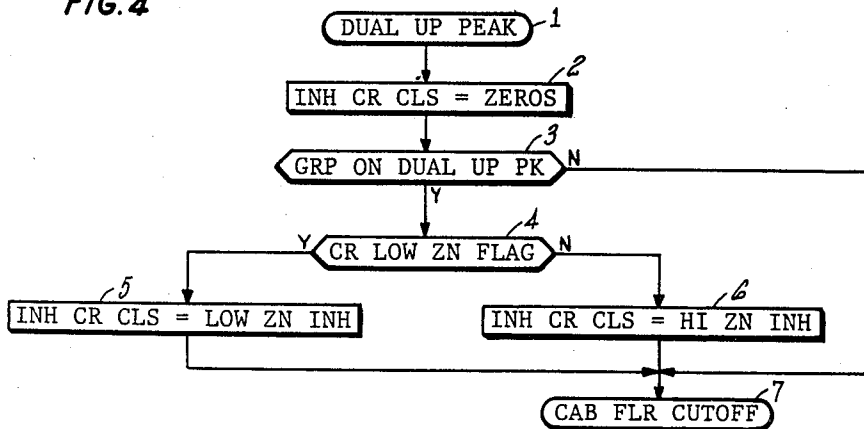 FIG. 4
DUAL UP PEAK 1
INH CR CLS = ZEROS 2
GRP ON DUAL UP PK 3 N
Y
CR LOW ZN FLAG 4
Y N
INH CR CLS = LOW ZN INH 5
INH CR CLS = HI ZN INH 6
CAB FLR CUTOFF 7